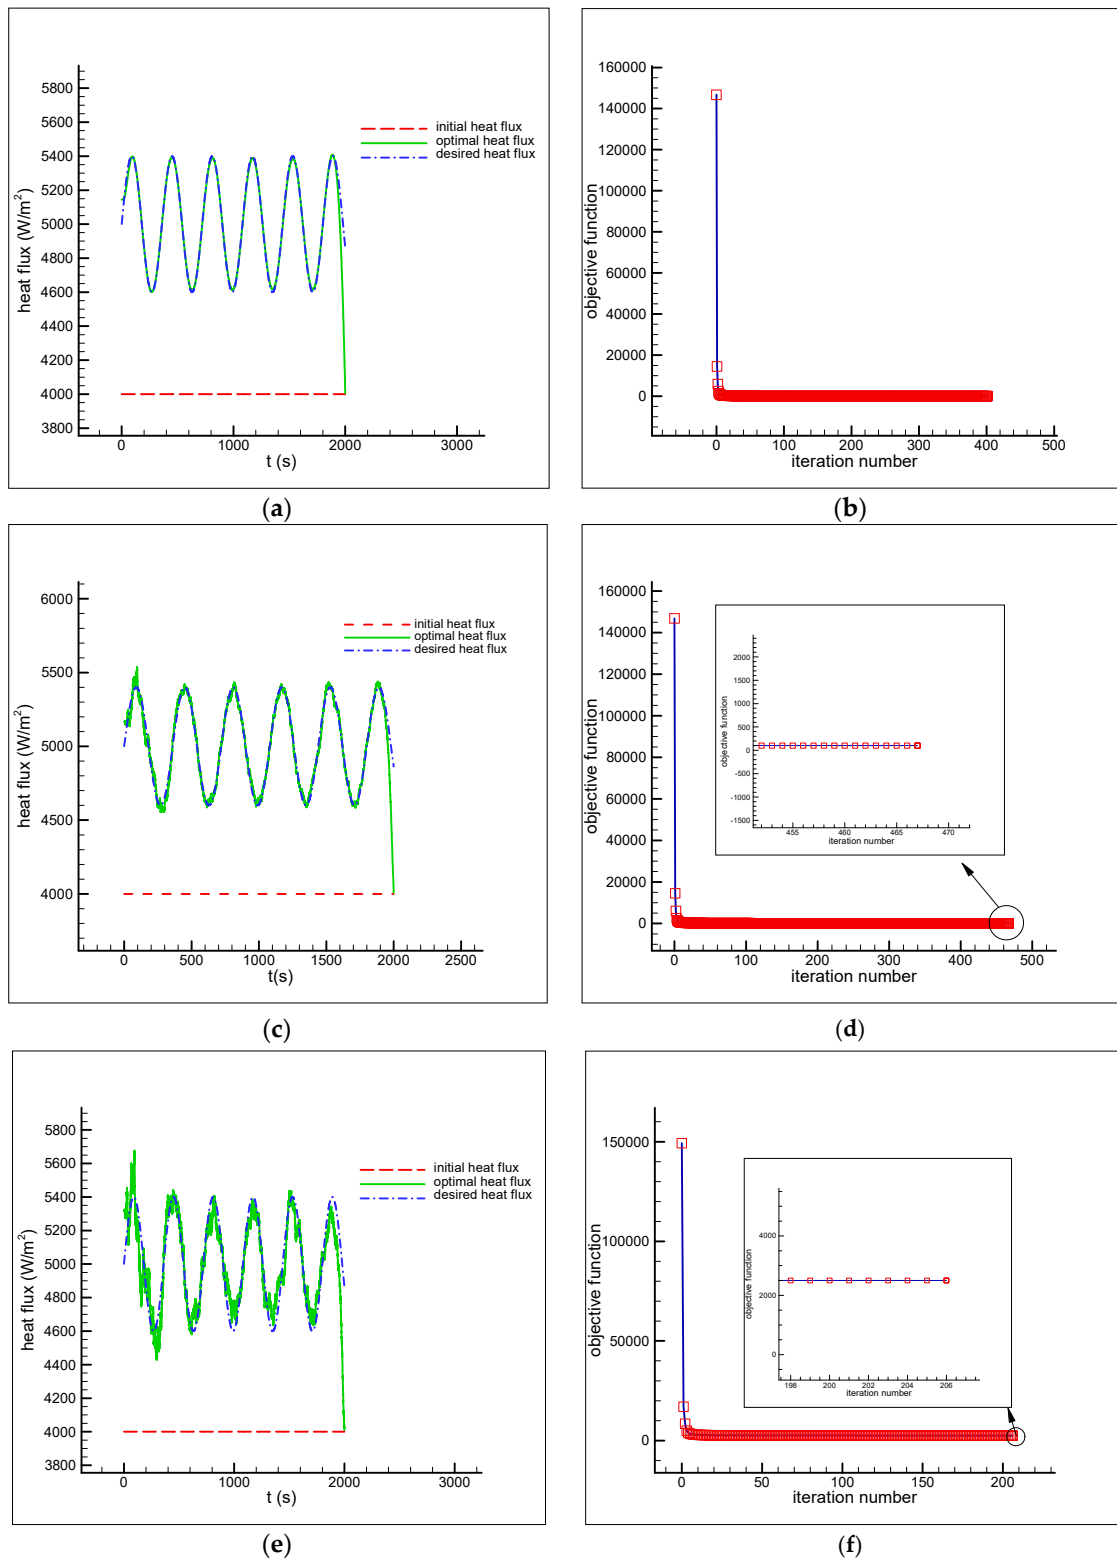 5800
5600
5400
5200
5000
4800
4600
4400
4200
4000
3800
heat flux (W/m²)
0 1000 2000 3000
t (s)
initial heat flux
optimal heat flux
desired heat flux
(a)
160000
140000
120000
100000
80000
60000
40000
20000
0
objective function
0 100 200 300 400 500
iteration number
(b)
6000
5500
5000
4500
4000
heat flux (W/m²)
0 500 1000 1500 2000 2500
t(s)
initial heat flux
optimal heat flux
desired heat flux
(c)
160000
140000
120000
100000
80000
60000
40000
20000
0
objective function
0 100 200 300 400 500
iteration number
2000
1500
1000
500
0
-500
-1000
-1500
objective function
455 460 465 470
iteration number
(d)
5800
5600
5400
5200
5000
4800
4600
4400
4200
4000
3800
heat flux (W/m²)
0 1000 2000 3000
t (s)
initial heat flux
optimal heat flux
desired heat flux
(e)
150000
100000
50000
0
objective function
0 50 100 150 200
iteration number
4000
2000
0
objective function
198 200 202 204 206
iteration number
(f)